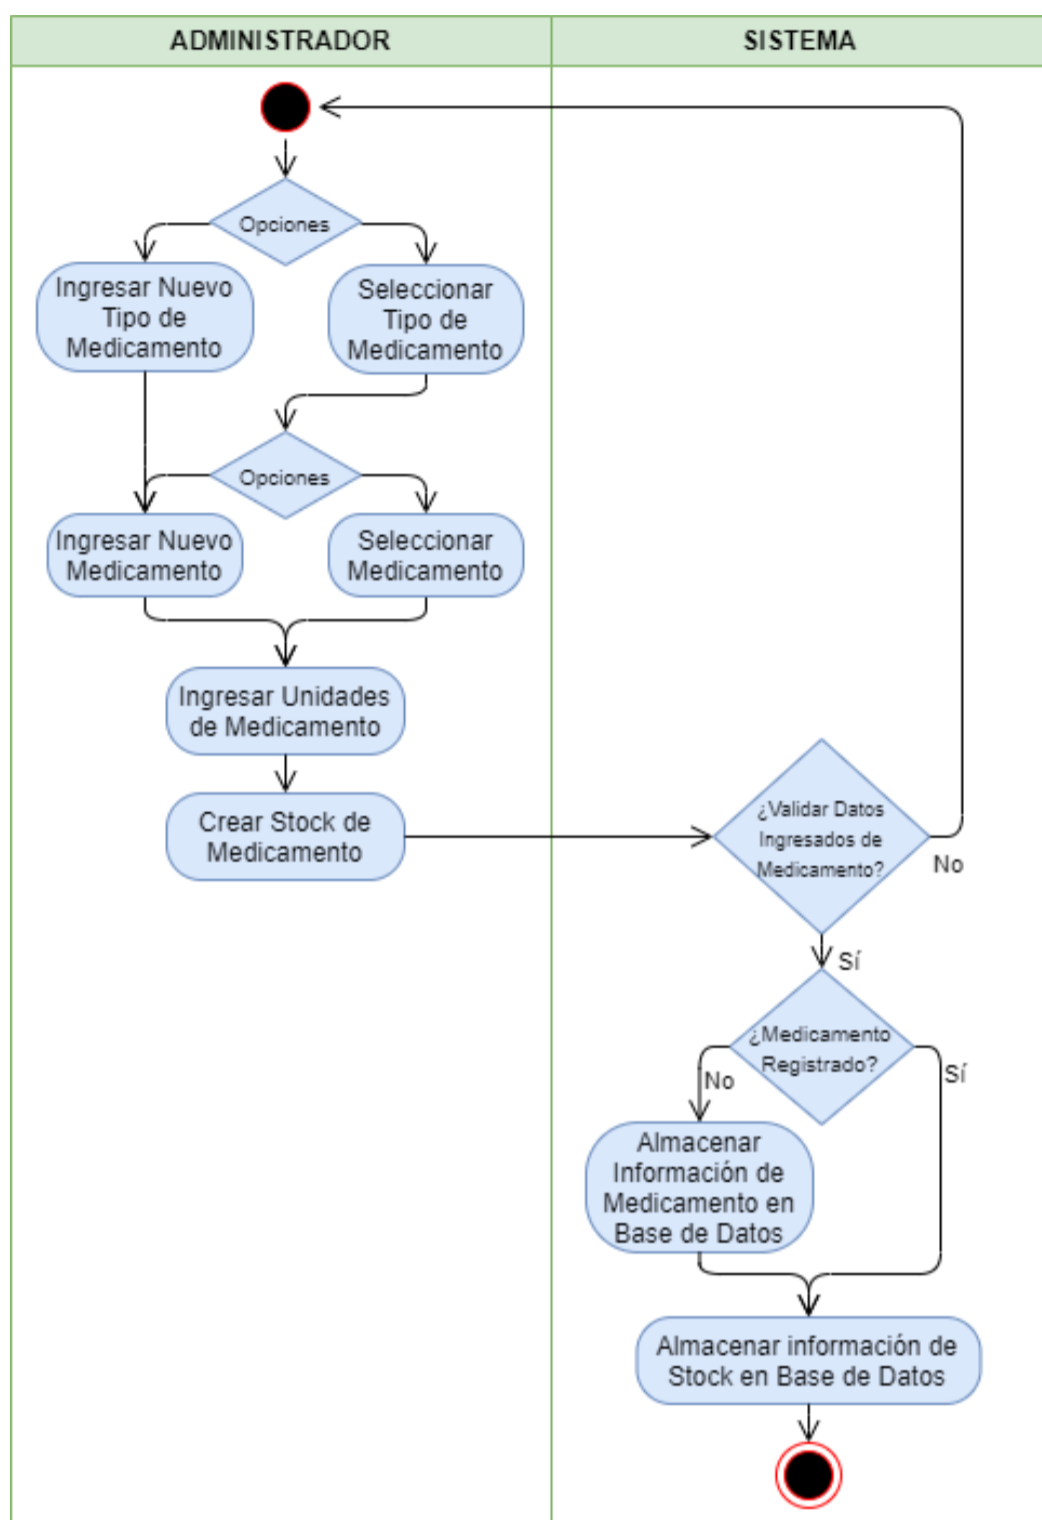 ADMINISTRADOR
SISTEMA
Opciones
Ingresar Nuevo
Tipo de
Medicamento
Seleccionar
Tipo de
Medicamento
Opciones
Ingresar Nuevo
Medicamento
Seleccionar
Medicamento
Ingresar Unidades
de Medicamento
Crear Stock de
Medicamento
¿Validar Datos
Ingresados de
Medicamento?
No
Sí
¿Medicamento
Registrado?
No
Sí
Almacenar
Información de
Medicamento en
Base de Datos
Almacenar información de
Stock en Base de Datos